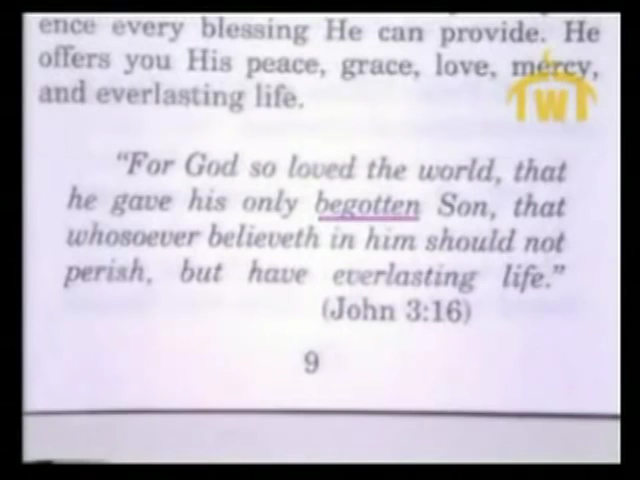 ence every blessing He can provide. He
offers you His peace, grace, love, mercy,
and everlasting life.
W
"For God so loved the world, that
he gave his only begotten Son, that
whosoever believeth in him should not
perish, but have everlasting life."
(John 3:16)
9